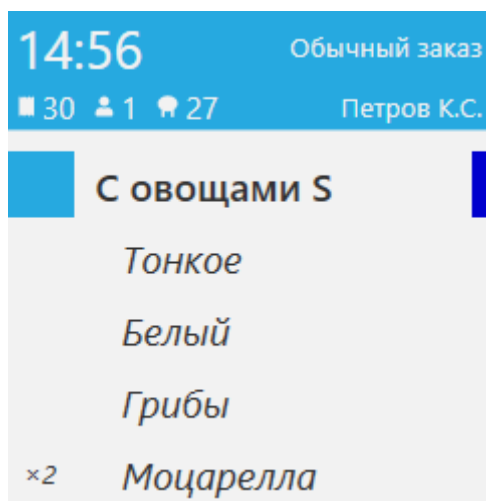 14:56 Обычный заказ
30 1 27 Петров К.С.
С овощами S
Тонкое
Белый
Грибы
×2 Моцарелла